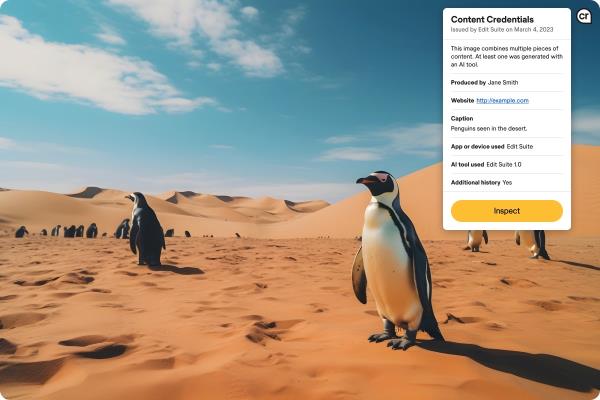 cr
Content Credentials
Issued by Edit Suite on March 4, 2023
This image combines multiple pieces of
content. At least one was generated with
an AI tool.
Produced by Jane Smith
Website http://example.com
Caption
Penguins seen in the desert.
App or device used Edit Suite
AI tool used Edit Suite 1.0
Additional history Yes
Inspect